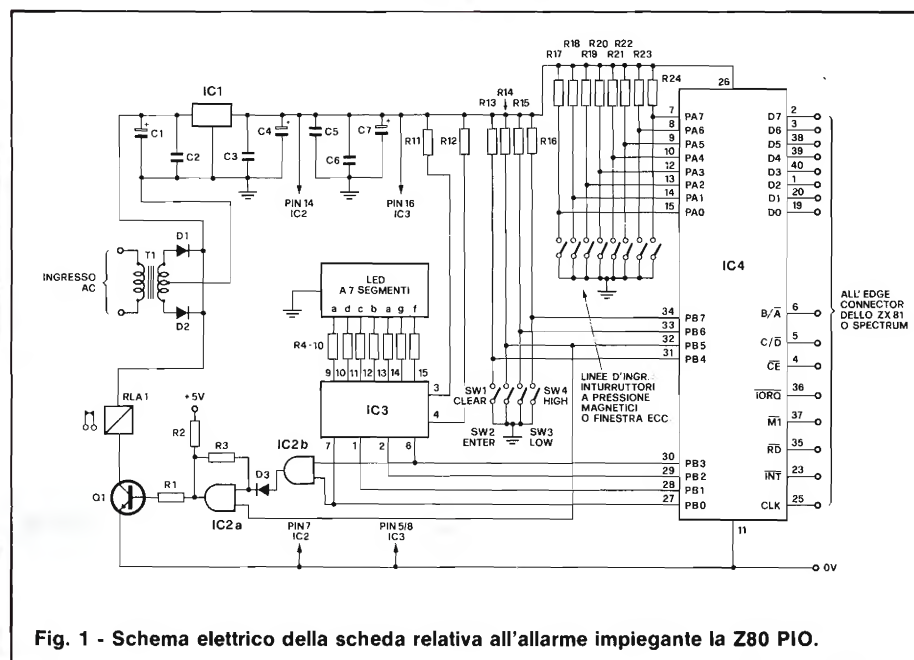 R18 R20 R22
R17 R19 R21 R23
R24
R14
R13 R15
R16
R11 R12
IC1
C1 + C2 C3 C4 + C5 C6 C7 +
PIN 14
IC2
PIN 16
IC3
INGRESSO
AC
T1
D1
D2
LED
A 7 SEGMENTI
a d c b a g f
R4-10
9 10 11 12 13 14 15
IC3
3
4
7 1 2 6
RLA 1
+5V
R2
R3
R1
Q1
IC2a
D3
IC2b
PIN 7
IC2
PIN 5/8
IC3
SW1
CLEAR
SW4
HIGH
SW2
ENTER
SW3
LOW
LINEE D'INGR.
INTURRUTTORI
A PRESSIONE
MAGNETICI
O FINESTRA ECC.
26
7 PA7
8 PA6
9 PA5
10 PA4
12 PA3
13 PA2
14 PA1
15 PA0
34 PB7
33 PB6
32 PB5
31 PB4
30 PB3
29 PB2
28 PB1
27 PB0
IC4
D7 2
D6 3
D5 38
D4 39
D3 40
D2 1
D1 20
D0 19
B/A̅ 6
C/D̅ 5
C̅E̅ 4
I̅O̅R̅Q̅ 36
M̅1̅ 37
R̅D̅ 35
I̅N̅T̅ 23
CLK 25
11
0V
ALL'EDGE
CONNECTOR
DELLO ZX 81
O SPECTRUM
Fig. 1 - Schema elettrico della scheda relativa all'allarme impiegante la Z80 PIO.